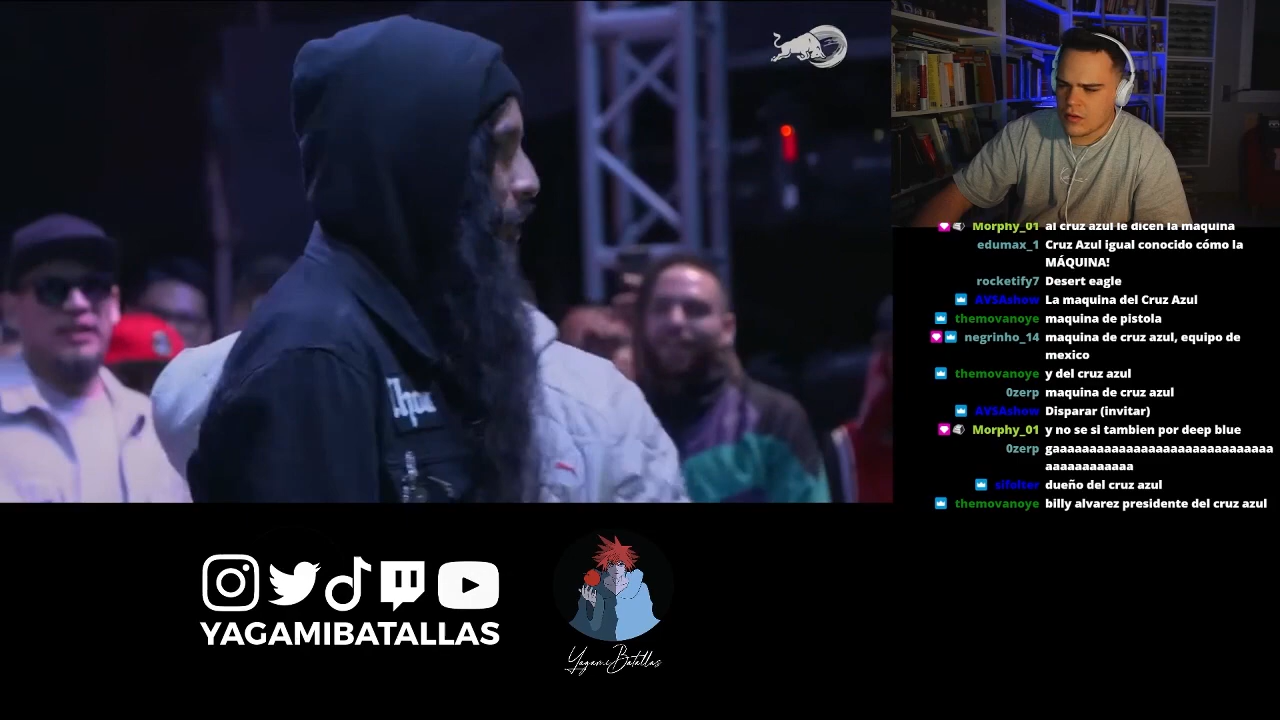 Morphy_01 al cruz azul le dicen la maquina
edumax_1 Cruz Azul igual conocido cómo la
MÁQUINA!
rocketify7 Desert eagle
AVSAshow La maquina del Cruz Azul
themovanoye maquina de pistola
negrinho_14 maquina de cruz azul, equipo de
mexico
themovanoye y del cruz azul
0zerp maquina de cruz azul
AVSAshow Disparar (invitar)
Morphy_01 y no se si tambien por deep blue
0zerp gaaaaaaaaaaaaaaaaaaaaaaaaaaaaa
aaaaaaaaaaaa
dueño del cruz azul
themovanoye billy alvarez presidente del cruz azul
YAGAMIBATALLAS
YagamiBatallas